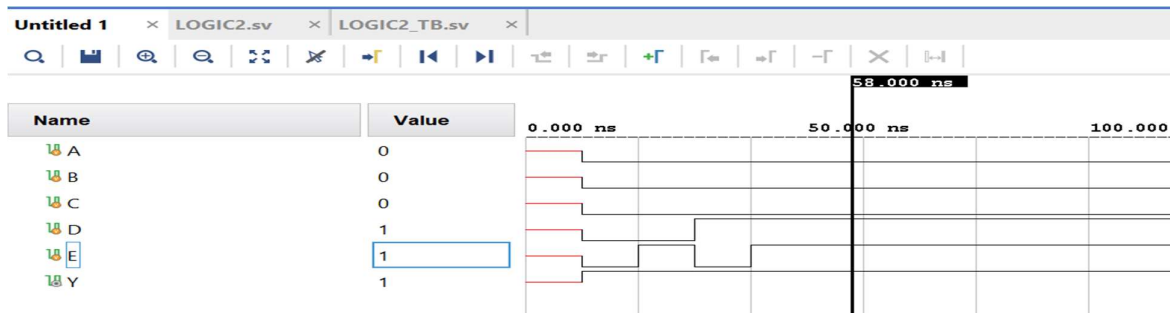 Untitled 1 × LOGIC2.sv × LOGIC2_TB.sv ×
58.000 ns
Name Value 0.000 ns 50.000 ns 100.000
A 0
B 0
C 0
D 1
E 1
Y 1